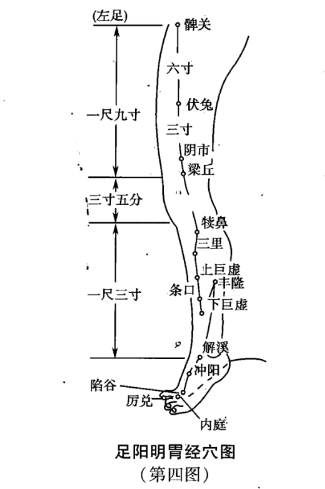 (左足)
髀关
六寸
伏兔
一尺九寸
三寸
阴市
梁丘
三寸五分
犊鼻
三里
上巨虚
丰隆
条口
一尺三寸
下巨虚
解溪
冲阳
陷谷
厉兑
内庭
足阳明胃经穴图
(第四图)